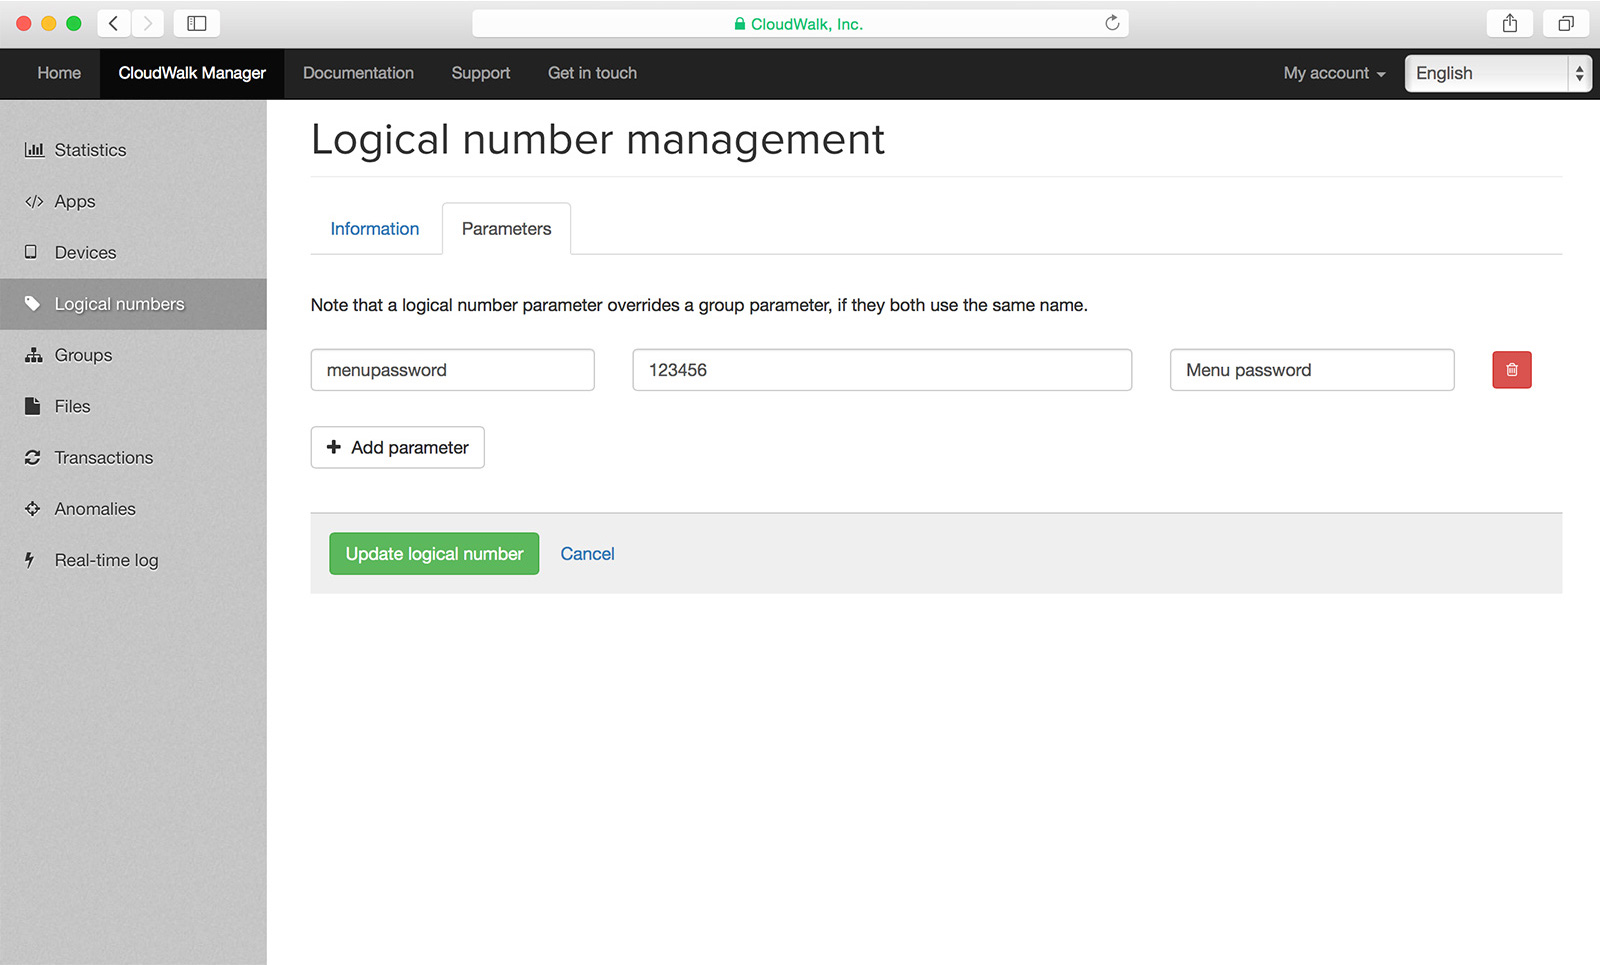 CloudWalk, Inc.
Home CloudWalk Manager Documentation Support Get in touch My account English
Statistics
Apps
Devices
Logical numbers
Groups
Files
Transactions
Anomalies
Real-time log
Logical number management
Information Parameters
Note that a logical number parameter overrides a group parameter, if they both use the same name.
menupassword 123456 Menu password
Add parameter
Update logical number Cancel